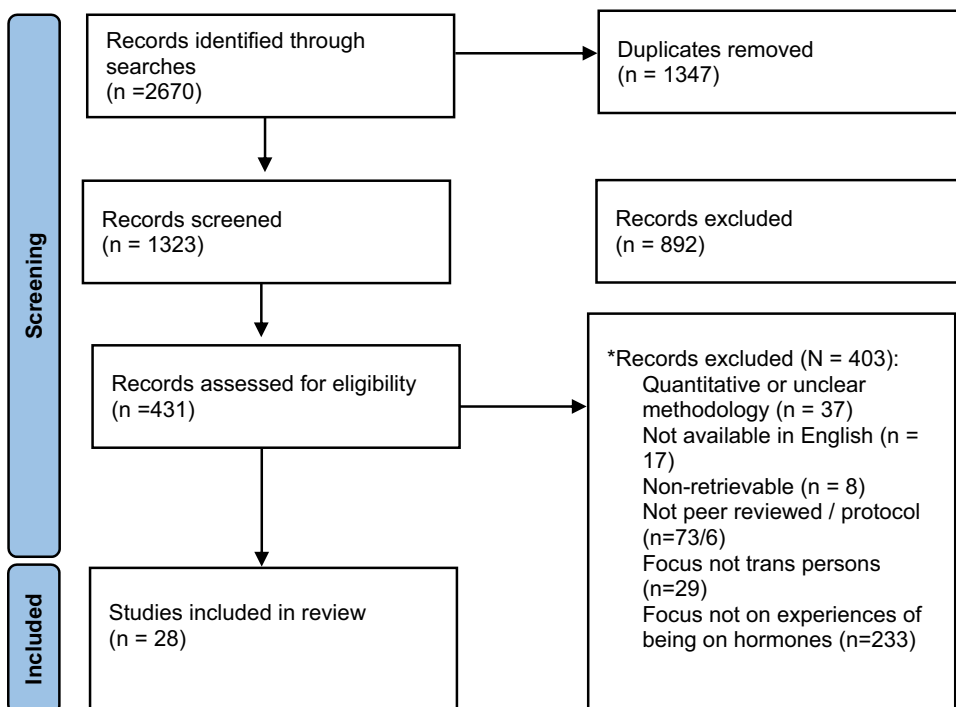 Records identified through
searches
(n =2670)
Duplicates removed
(n = 1347)
Screening
Records screened
(n = 1323)
Records excluded
(n = 892)
Records assessed for eligibility
(n =431)
*Records excluded (N = 403):
Quantitative or unclear
methodology (n = 37)
Not available in English (n =
17)
Non-retrievable (n = 8)
Not peer reviewed / protocol
(n=73/6)
Focus not trans persons
(n=29)
Focus not on experiences of
being on hormones (n=233)
Included
Studies included in review
(n = 28)